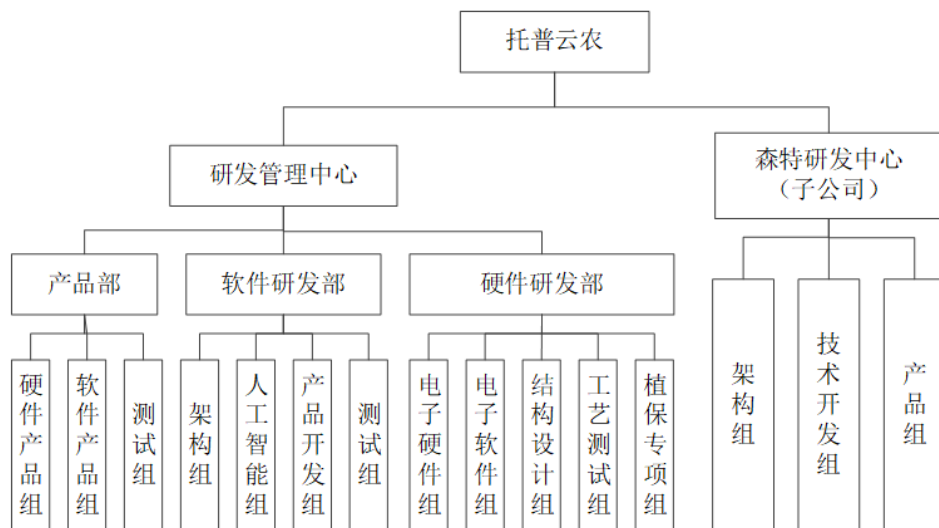 托普云农
研发管理中心
森特研发中心
（子公司）
产品部
软件研发部
硬件研发部
硬件产品组
软件产品组
测试组
架构组
人工智能组
产品开发组
测试组
电子硬件组
电子软件组
结构设计组
工艺测试组
植保专项组
架构组
技术开发组
产品组